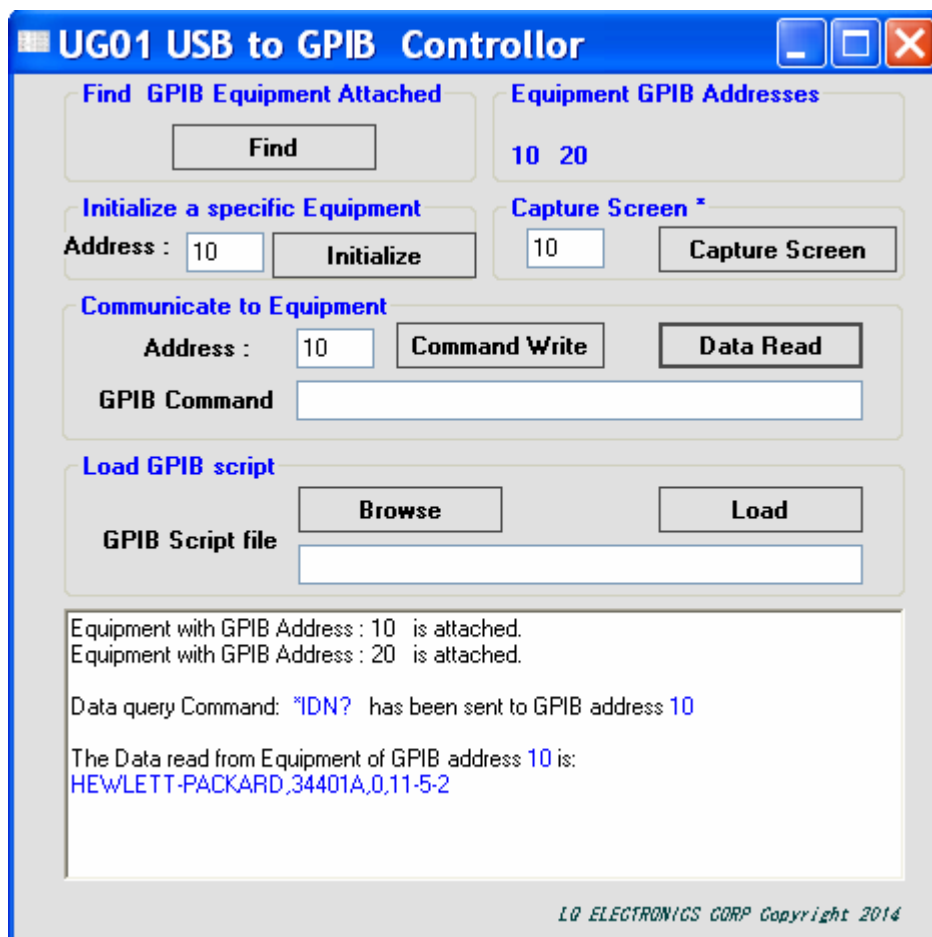 UG01 USB to GPIB Controllor
Find GPIB Equipment Attached
Find
Equipment GPIB Addresses
10 20
Initialize a specific Equipment
Address : 10 Initialize
Capture Screen *
10 Capture Screen
Communicate to Equipment
Address : 10 Command Write Data Read
GPIB Command
Load GPIB script
Browse Load
GPIB Script file
Equipment with GPIB Address : 10 is attached.
Equipment with GPIB Address : 20 is attached.
Data query Command: *IDN? has been sent to GPIB address 10
The Data read from Equipment of GPIB address 10 is:
HEWLETT-PACKARD,34401A,0,11-5-2
LQ ELECTRONICS CORP Copyright 2014